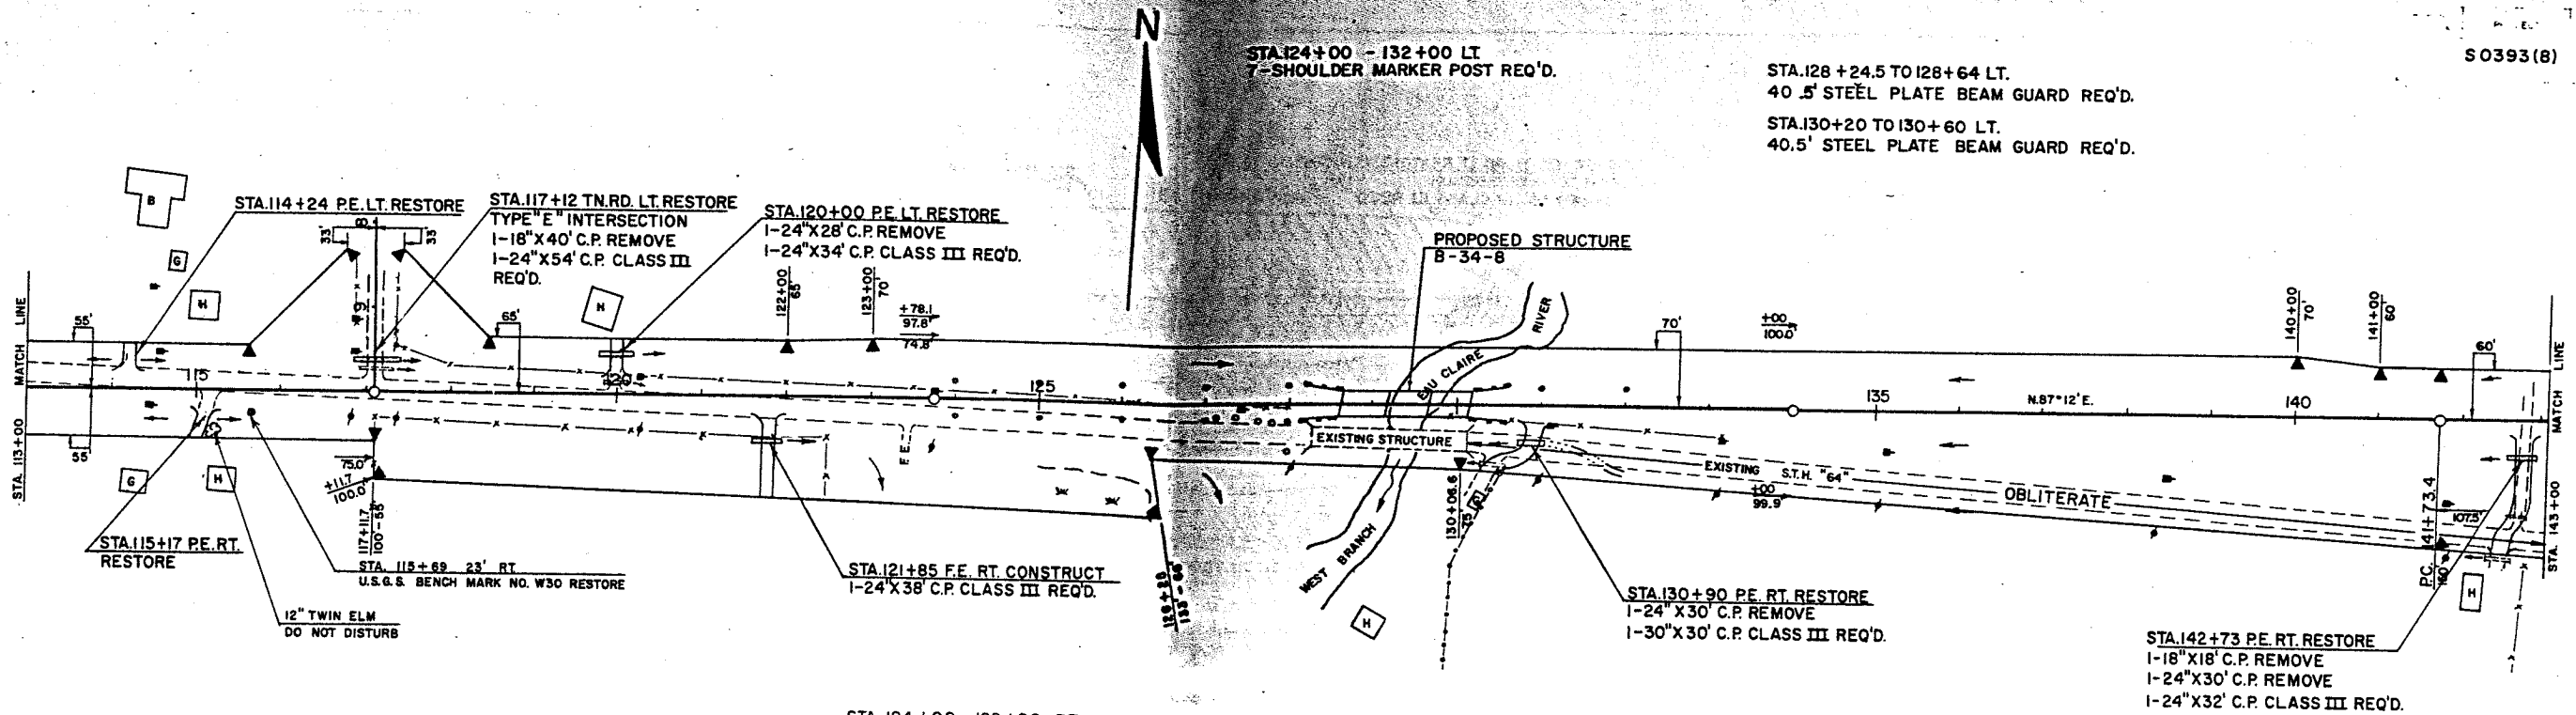 S 0393(8)
N
STA.124+00 - 132+00 LT.
7-SHOULDER MARKER POST REQ'D.
STA.128+24.5 TO 128+64 LT.
40.5' STEEL PLATE BEAM GUARD REQ'D.
STA.130+20 TO 130+60 LT.
40.5' STEEL PLATE BEAM GUARD REQ'D.
B
G
H
STA.114+24 P.E. LT. RESTORE
STA.117+12 TN.RD. LT. RESTORE
TYPE "E" INTERSECTION
1-18"X40' C.P. REMOVE
1-24"X54' C.P. CLASS III
REQ'D.
STA.120+00 P.E. LT. RESTORE
1-24"X28' C.P. REMOVE
1-24"X34' C.P. CLASS III REQ'D.
PROPOSED STRUCTURE
B-34-8
33'
8
33'
H
STA. 113+00 MATCH LINE
55'
65'
122+00
65'
123+00
70'
+78.1
97.8'
74.8'
RIVER
EAU CLAIRE
WEST BRANCH
70'
+00
100.0'
140+00
70'
141+00
60'
60'
MATCH LINE
STA. 143+00
115
125
135
140
N.87°12'E.
55'
G
H
75.0'
+11.7
100.0'
117+11.7
100'-55'
F.E.
EXISTING STRUCTURE
130+06.6
75'
EXISTING S.T.H. "64"
+00
99.9'
OBLITERATE
P.C. 141+73.4
107.5'
H
H
STA.115+17 P.E. RT.
RESTORE
STA. 115+69 23' RT.
U.S.G.S. BENCH MARK NO. W30 RESTORE
12" TWIN ELM
DO NOT DISTURB
STA.121+85 F.E. RT. CONSTRUCT
1-24"X38' C.P. CLASS III REQ'D.
STA.130+90 P.E. RT. RESTORE
1-24"X30' C.P. REMOVE
1-30"X30' C.P. CLASS III REQ'D.
STA.142+73 P.E. RT. RESTORE
1-18"X18' C.P. REMOVE
1-24"X30' C.P. REMOVE
1-24"X32' C.P. CLASS III REQ'D.